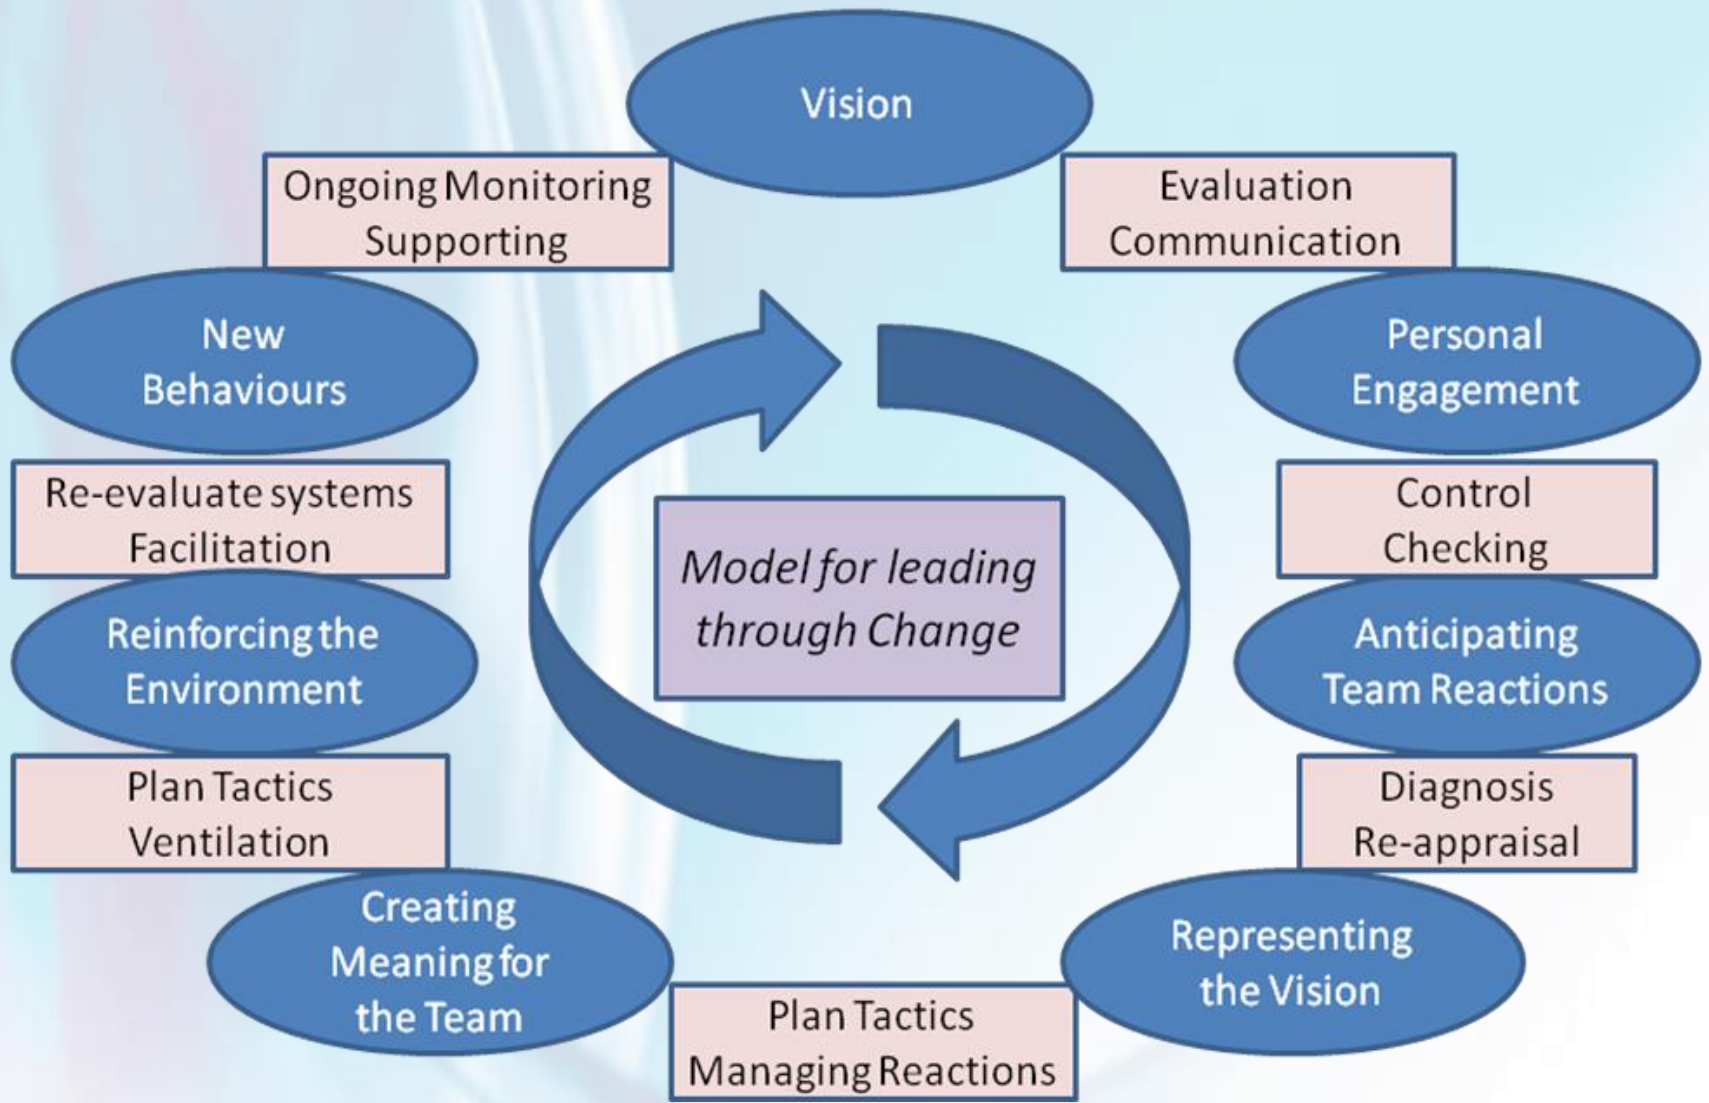 Vision
Evaluation
Communication
Personal
Engagement
Control
Checking
Anticipating
Team Reactions
Diagnosis
Re-appraisal
Representing
the Vision
Plan Tactics
Managing Reactions
Creating
Meaning for
the Team
Plan Tactics
Ventilation
Reinforcing the
Environment
Re-evaluate systems
Facilitation
New
Behaviours
Ongoing Monitoring
Supporting
Model for leading
through Change